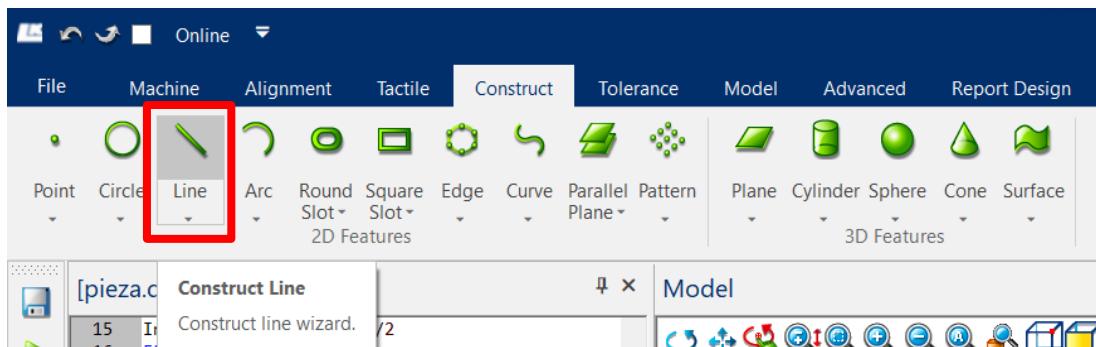 Online
File Machine Alignment Tactile Construct Tolerance Model Advanced Report Design
Point Circle Line Arc Round Slot Square Slot Edge Curve Parallel Plane Pattern Plane Cylinder Sphere Cone Surface
2D Features 3D Features
[pieza.c Model
Construct Line
15 Ir /2
Construct line wizard.